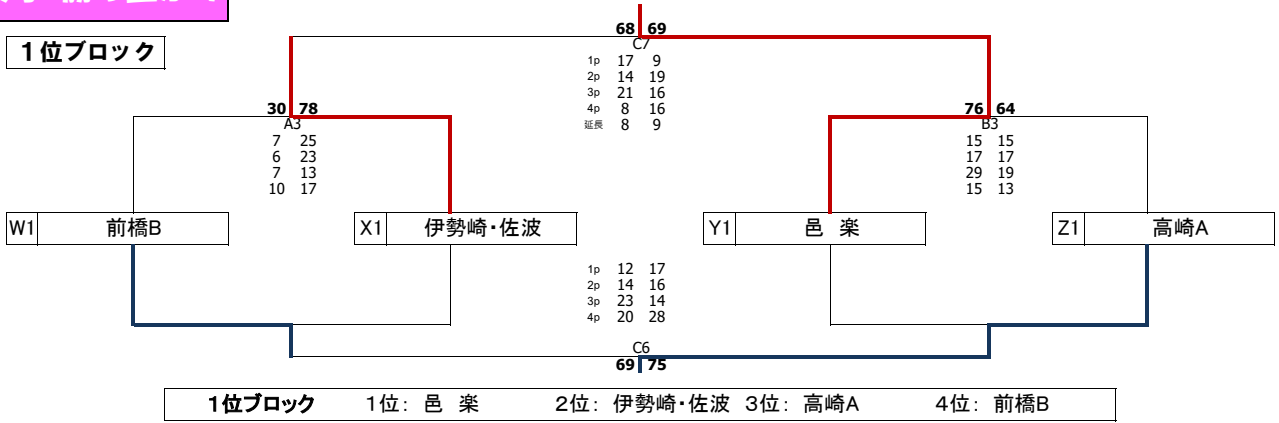 1位ブロック
68 69
C7
1p 17 9
2p 14 19
3p 21 16
4p 8 16
延長 8 9
30 78
A3
7 25
6 23
7 13
10 17
76 64
B3
15 15
17 17
29 19
15 13
W1 前橋B
X1 伊勢崎・佐波
Y1 邑 楽
Z1 高崎A
1p 12 17
2p 14 16
3p 23 14
4p 20 28
C6
69 75
1位ブロック 1位: 邑 楽 2位: 伊勢崎・佐波 3位: 高崎A 4位: 前橋B